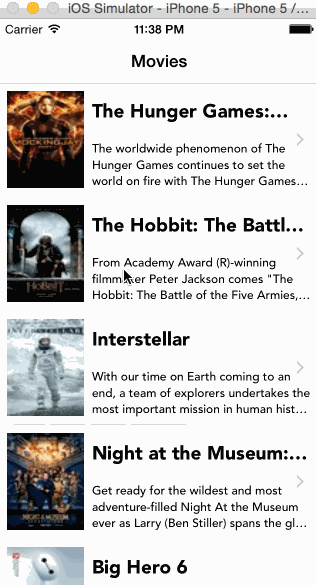 iOS Simulator - iPhone 5 - iPhone 5 /...
Carrier 11:38 PM
Movies
The Hunger Games:...
The worldwide phenomenon of The
Hunger Games continues to set the
world on fire with The Hunger Games...
MOCKINGJAY
The Hobbit: The Battl...
From Academy Award (R)-winning
filmmaker Peter Jackson comes "The
Hobbit: The Battle of the Five Armies,...
HOBBIT
INTERSTELLAR
Interstellar
With our time on Earth coming to an
end, a team of explorers undertakes the
most important mission in human hist...
Night at the Museum:...
Get ready for the wildest and most
adventure-filled Night At the Museum
ever as Larry (Ben Stiller) spans the gl...
NIGHT MUSEUM
Big Hero 6